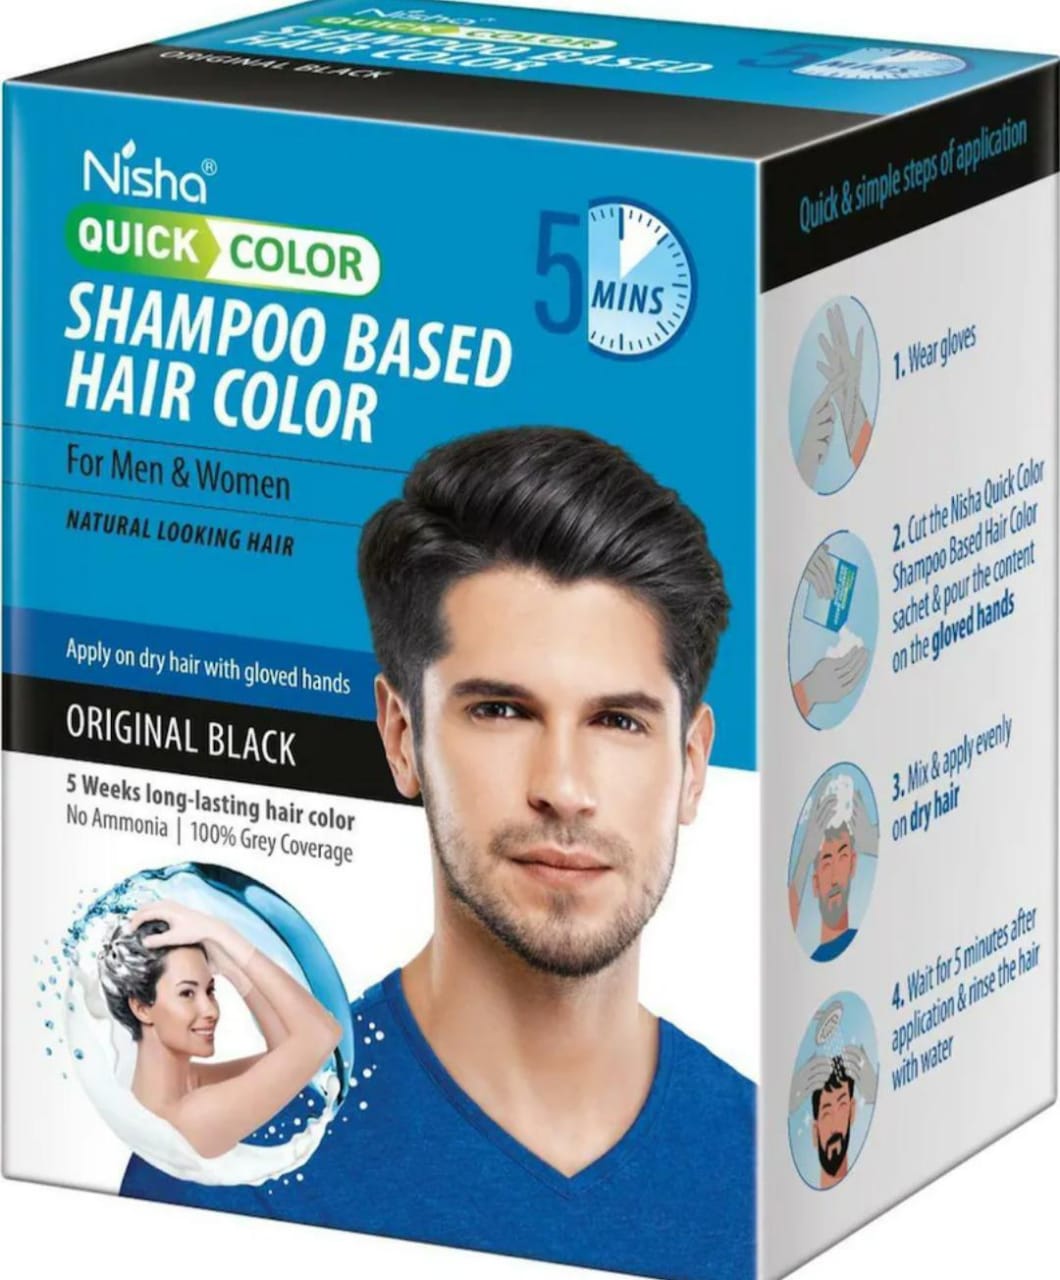 Nisha
QUICK COLOR
SHAMPOO BASED
HAIR COLOR
5 MINS
ORIGINAL BLACK
Nisha®
QUICK COLOR
SHAMPOO BASED
HAIR COLOR
5 MINS
For Men & Women
NATURAL LOOKING HAIR
Apply on dry hair with gloved hands
ORIGINAL BLACK
5 Weeks long-lasting hair color
No Ammonia | 100% Grey Coverage
Quick & simple steps of application
1. Wear gloves
2. Cut the Nisha Quick Color
Shampoo Based Hair Color
sachet & pour the content
on the gloved hands
3. Mix & apply evenly
on dry hair
4. Wait for 5 minutes after
application & rinse the hair
with water